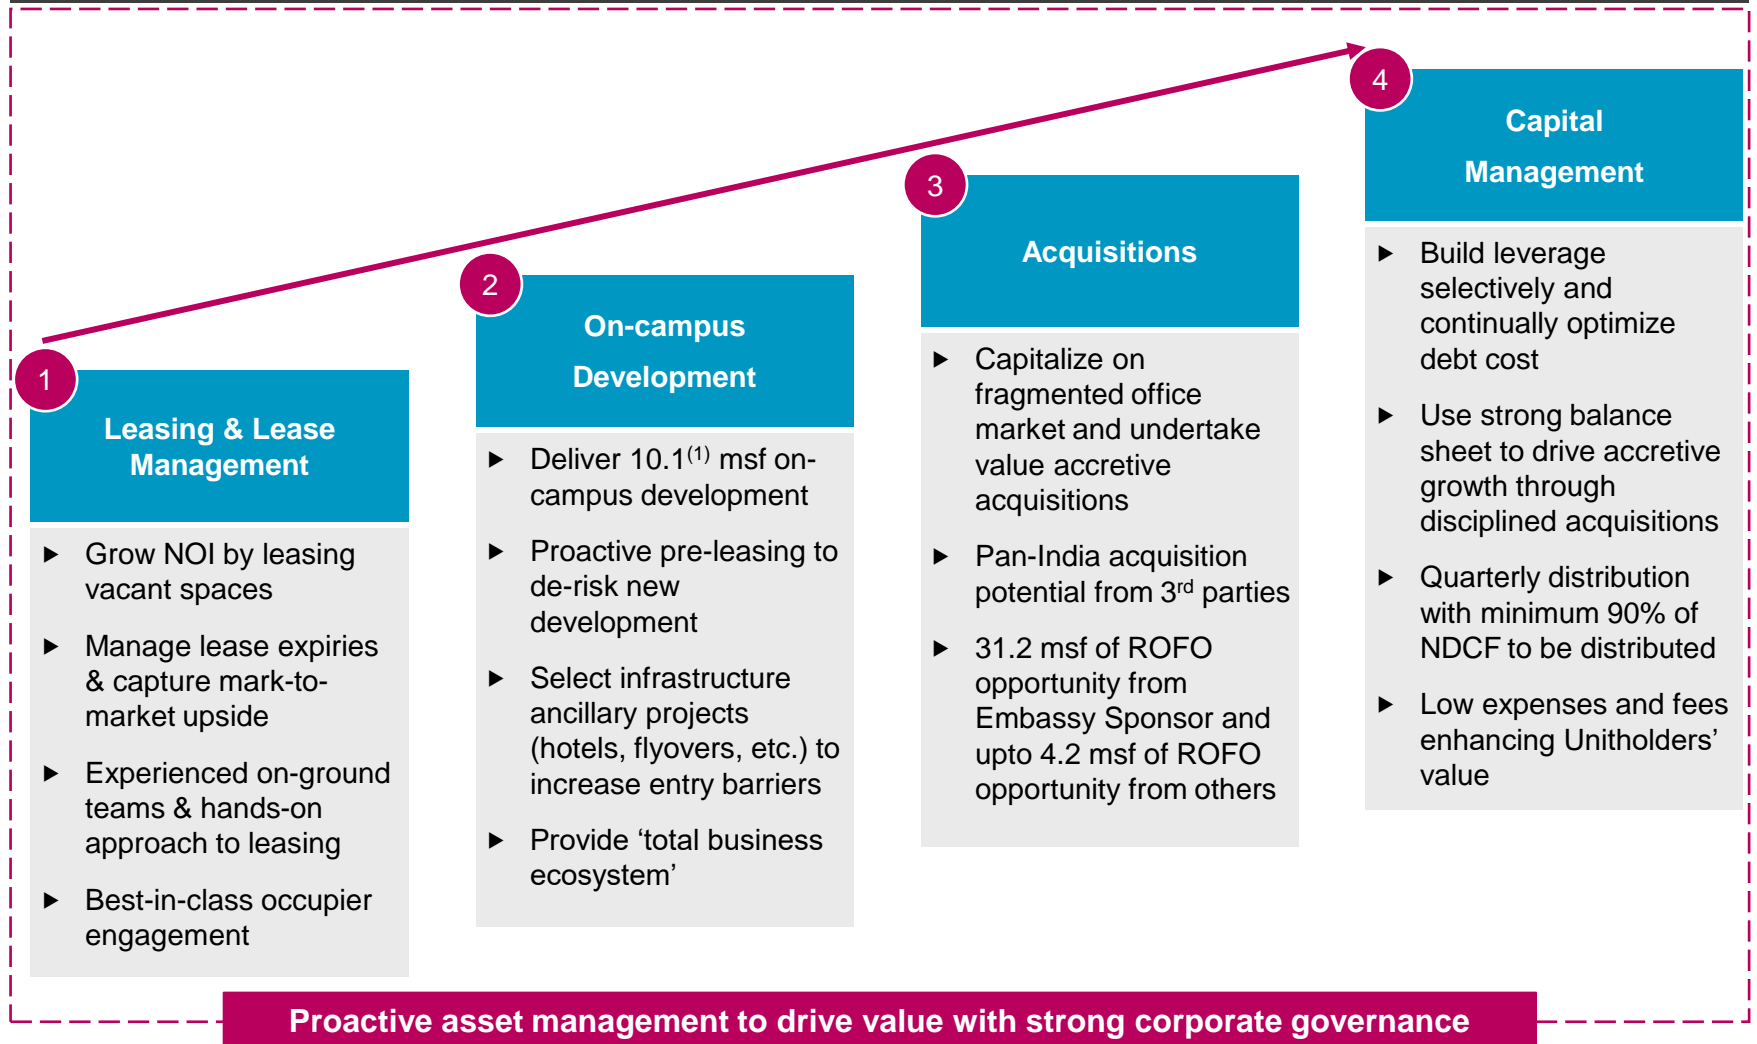 1
Leasing & Lease
Management
► Grow NOI by leasing
vacant spaces
► Manage lease expiries
& capture mark-to-
market upside
► Experienced on-ground
teams & hands-on
approach to leasing
► Best-in-class occupier
engagement
2
On-campus
Development
► Deliver 10.1(1) msf on-
campus development
► Proactive pre-leasing to
de-risk new
development
► Select infrastructure
ancillary projects
(hotels, flyovers, etc.) to
increase entry barriers
► Provide ‘total business
ecosystem’
3
Acquisitions
► Capitalize on
fragmented office
market and undertake
value accretive
acquisitions
► Pan-India acquisition
potential from 3rd parties
► 31.2 msf of ROFO
opportunity from
Embassy Sponsor and
upto 4.2 msf of ROFO
opportunity from others
4
Capital
Management
► Build leverage
selectively and
continually optimize
debt cost
► Use strong balance
sheet to drive accretive
growth through
disciplined acquisitions
► Quarterly distribution
with minimum 90% of
NDCF to be distributed
► Low expenses and fees
enhancing Unitholders’
value
Proactive asset management to drive value with strong corporate governance